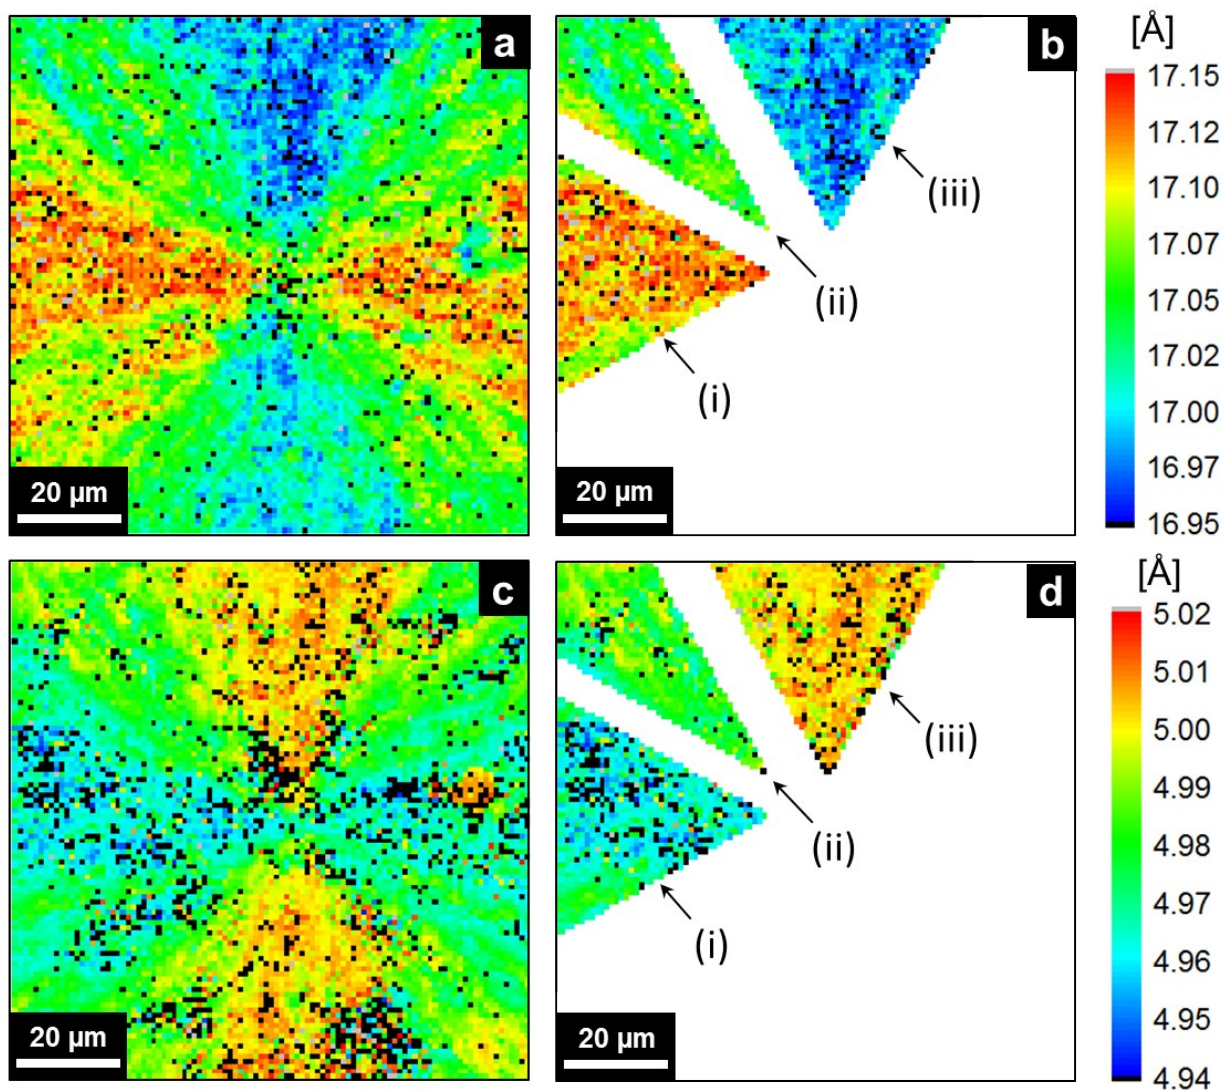 a
b
[Å]
17.15
17.12
17.10
17.07
17.05
17.02
17.00
16.97
16.95
(iii)
(ii)
(i)
20 µm
20 µm
c
d
[Å]
5.02
5.01
5.00
4.99
4.98
4.97
4.96
4.95
4.94
(iii)
(ii)
(i)
20 µm
20 µm